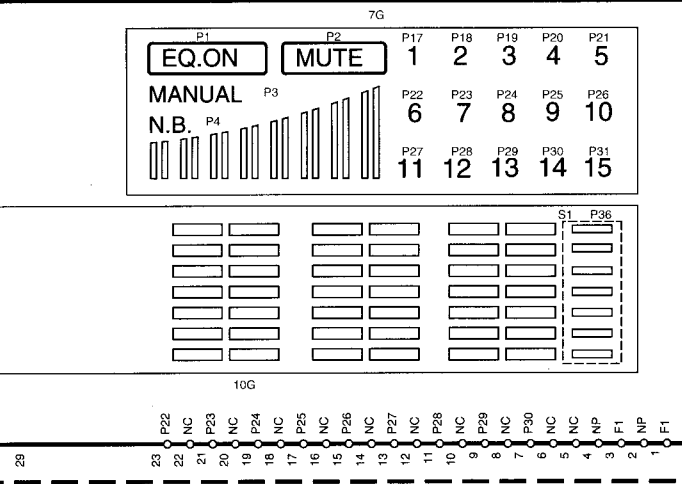 7G
P1 P2 P17 P18 P19 P20 P21
EQ.ON MUTE 1 2 3 4 5
MANUAL P3 P22 P23 P24 P25 P26
6 7 8 9 10
N.B. P4
P27 P28 P29 P30 P31
11 12 13 14 15
S1 P36
10G
P22 NC P23 NC P24 NC P25 NC P26 NC P27 NC P28 NC P29 NC P30 NC NC NP F1 NP F1
29 23 22 21 20 19 18 17 16 15 14 13 12 11 10 9 8 7 6 5 4 3 2 1